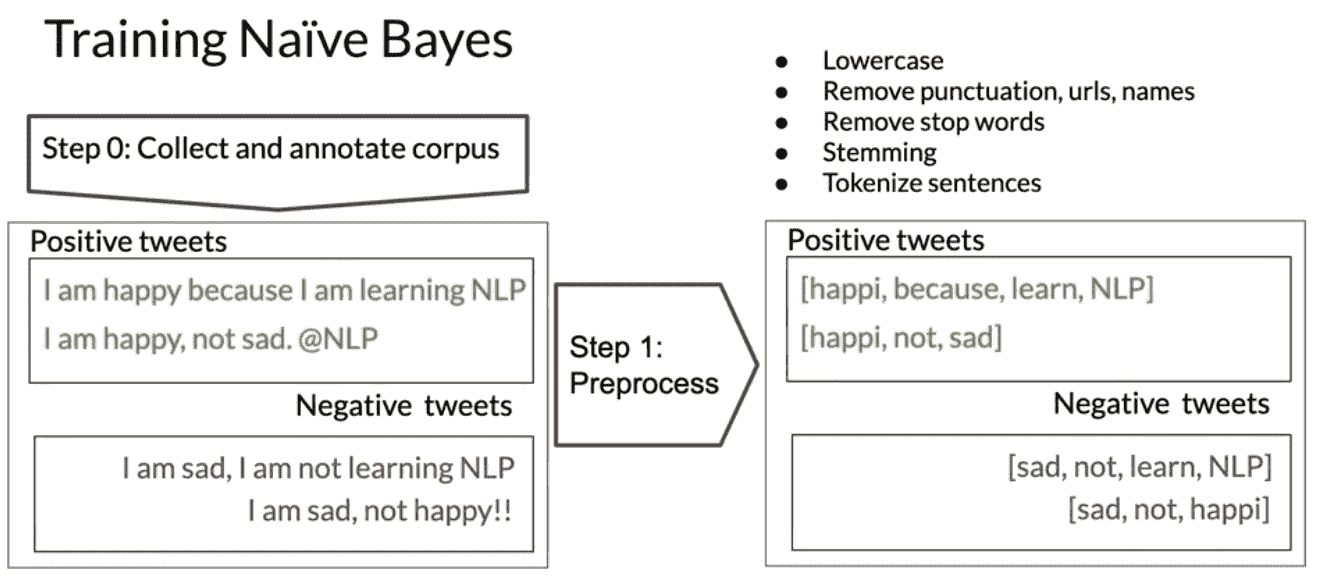 Training Naïve Bayes
Step 0: Collect and annotate corpus
Positive tweets
I am happy because I am learning NLP
I am happy, not sad. @NLP
Negative tweets
I am sad, I am not learning NLP
I am sad, not happy!!
Step 1:
Preprocess
● Lowercase
● Remove punctuation, urls, names
● Remove stop words
● Stemming
● Tokenize sentences
Positive tweets
[happi, because, learn, NLP]
[happi, not, sad]
Negative tweets
[sad, not, learn, NLP]
[sad, not, happi]